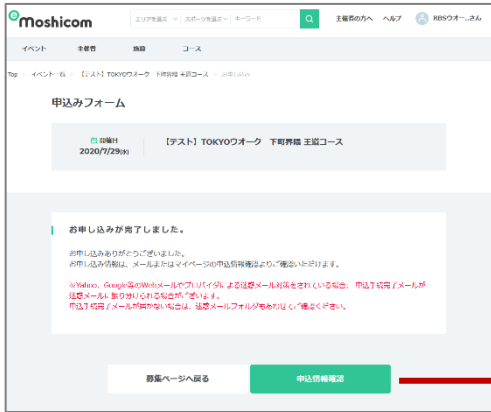 moshicom
エリアを選ぶ スポーツを選ぶ キーワード 主催者の方へ ヘルプ RBSウオー...さん
イベント 主催者 施設 コース
Top > イベント一覧 > 【テスト】TOKYOウオーク 下町界隈 王道コース > お申し込み
申込みフォーム
開催日
2020/7/29(水)
【テスト】TOKYOウオーク 下町界隈 王道コース
お申し込みが完了しました。
お申し込みありがとうございました。
お申し込み情報は、メールまたはマイページの申込情報確認よりご確認いただけます。
※Yahoo、Google等のWebメールやプロバイダによる迷惑メール対策をされている場合、申込手続完了メールが
迷惑メールに振り分けられる場合がございます。
申込手続完了メールが届かない場合は、迷惑メールフォルダもあわせてご確認ください。
募集ページへ戻る 申込情報確認